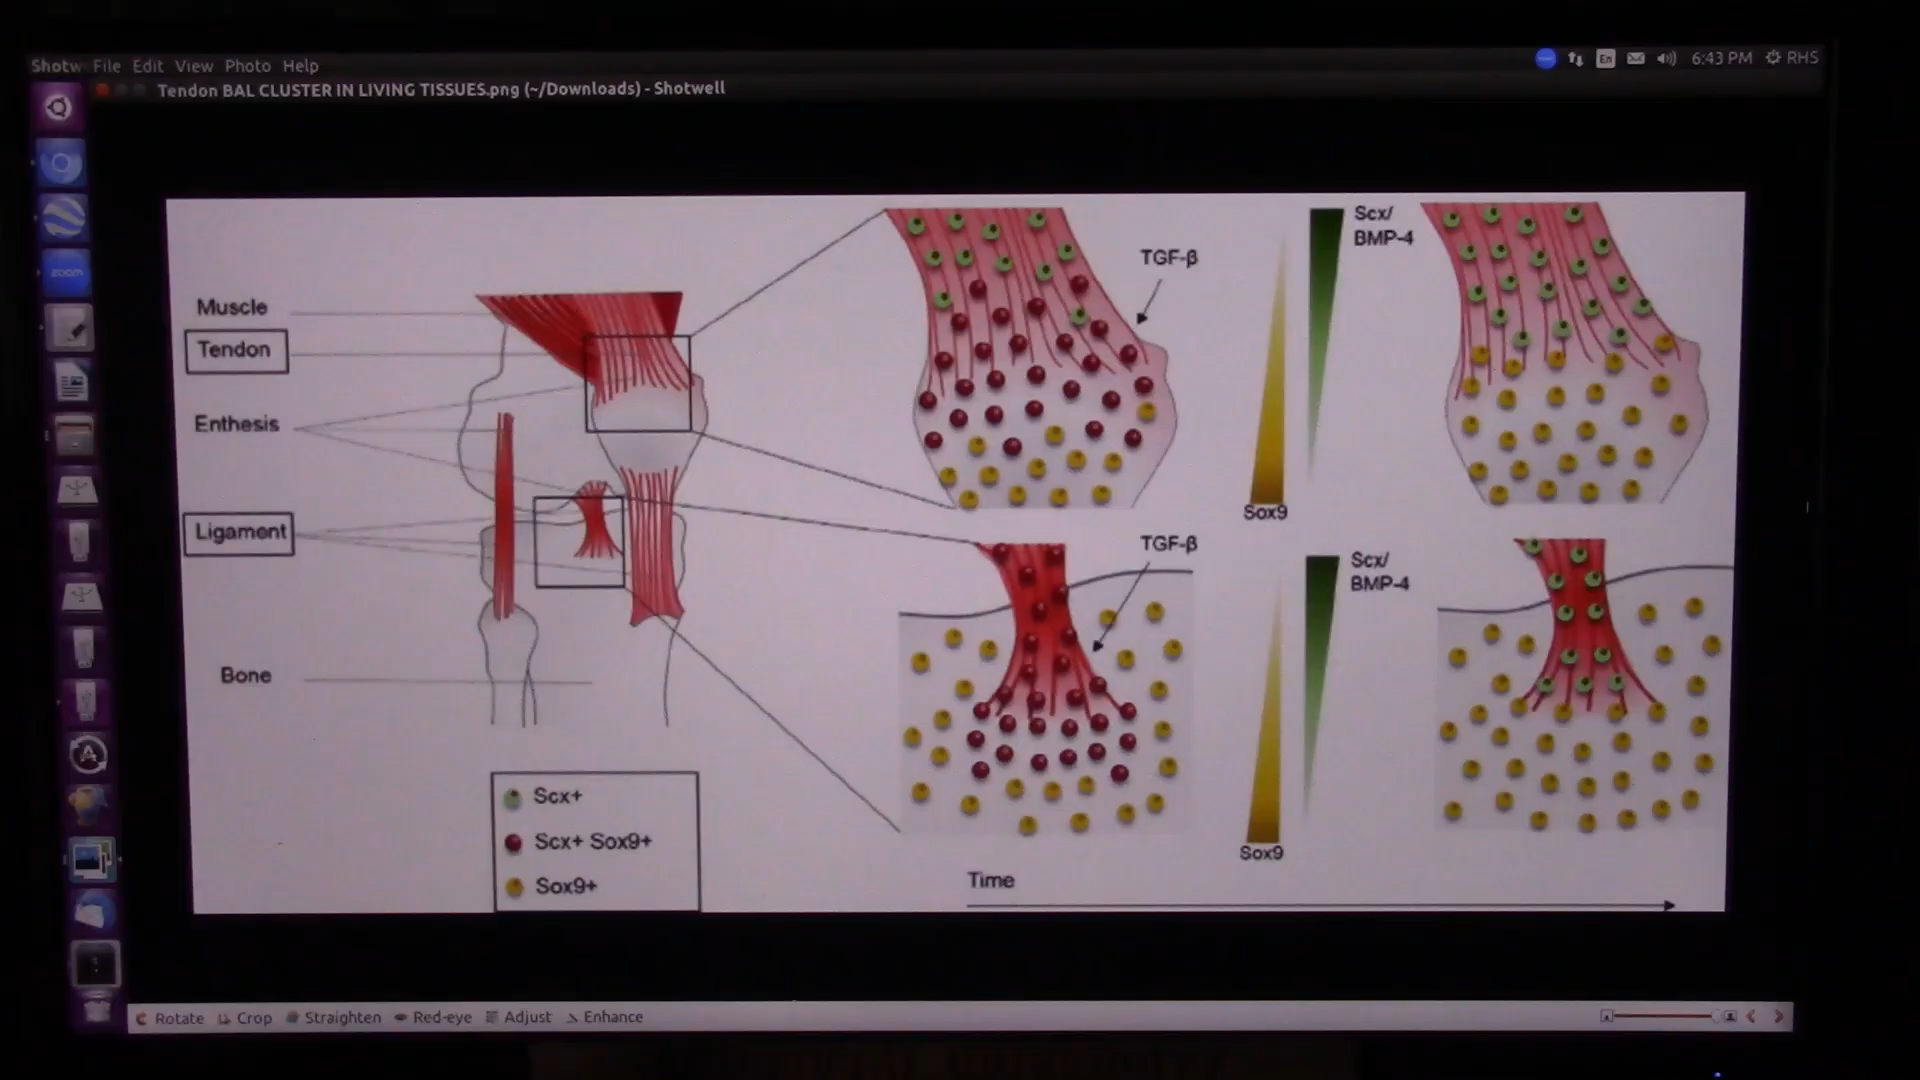 Shotw File Edit View Photo Help
En 6:43 PM RHS
Tendon BAL CLUSTER IN LIVING TISSUES.png (~/Downloads) - Shotwell
zoom
Muscle
Tendon
Enthesis
Ligament
Bone
Scx+
Scx+ Sox9+
Sox9+
TGF-β
Scx/
BMP-4
Sox9
TGF-β
Scx/
BMP-4
Sox9
Time
Rotate Crop Straighten Red-eye Adjust Enhance